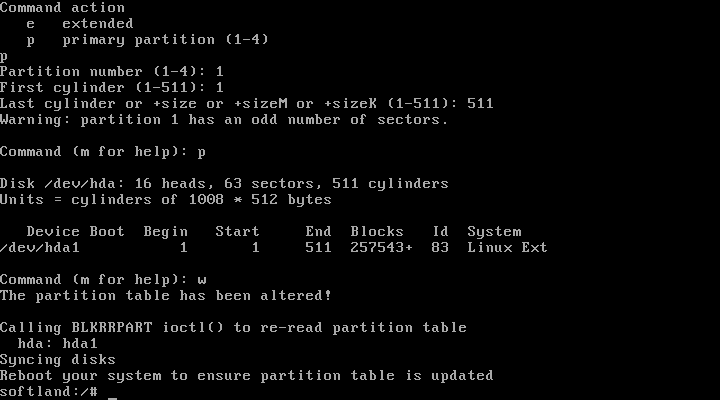 Command action
   e   extended
   p   primary partition (1-4)
p
Partition number (1-4): 1
First cylinder (1-511): 1
Last cylinder or +size or +sizeM or +sizeK (1-511): 511
Warning: partition 1 has an odd number of sectors.
Command (m for help): p
Disk /dev/hda: 16 heads, 63 sectors, 511 cylinders
Units = cylinders of 1008 * 512 bytes
   Device Boot  Begin   Start     End  Blocks   Id  System
/dev/hda1           1       1     511  257543+  83  Linux Ext
Command (m for help): w
The partition table has been altered!
Calling BLKRRPART ioctl() to re-read partition table
  hda: hda1
Syncing disks
Reboot your system to ensure partition table is updated
softland:/# _